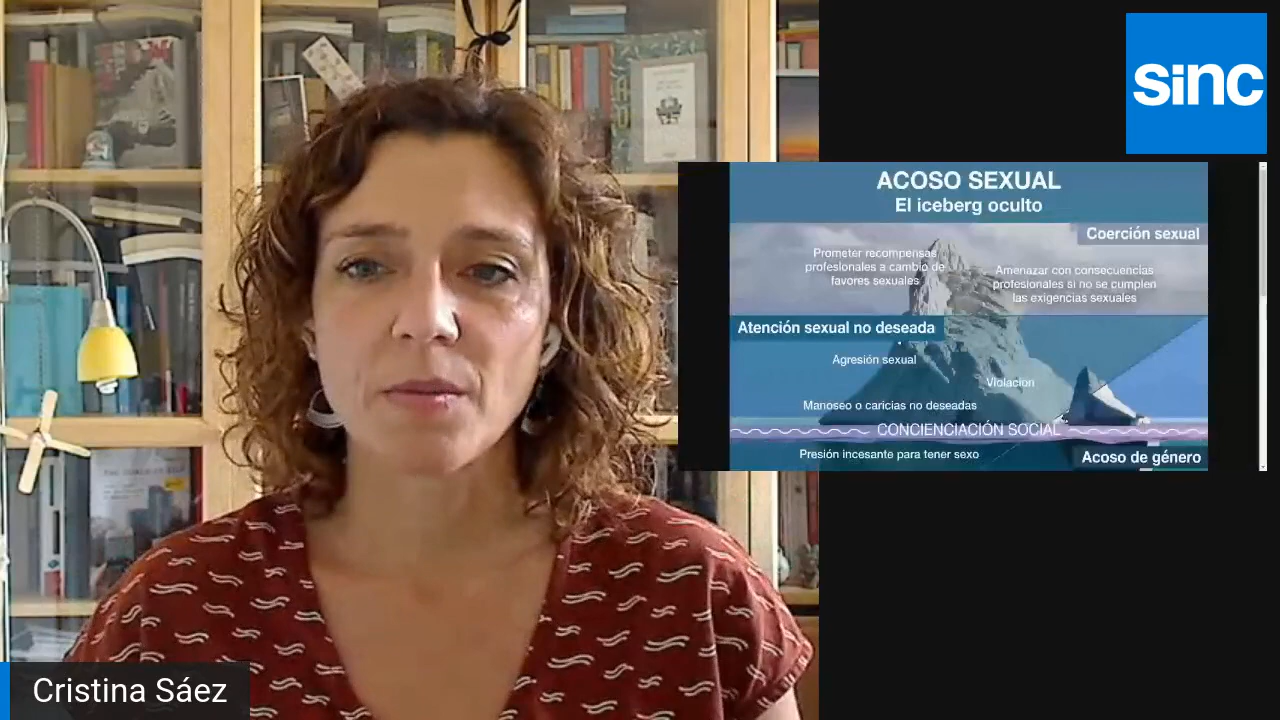 sinc
ACOSO SEXUAL
El iceberg oculto
Coerción sexual
Prometer recompensas
profesionales a cambio de
favores sexuales
Amenazar con consecuencias
profesionales si no se cumplen
las exigencias sexuales
Atención sexual no deseada
Agresión sexual
Violacion
Manoseo o caricias no deseadas
CONCIENCIACIÓN SOCIAL
Presión incesante para tener sexo
Acoso de género
Cristina Sáez